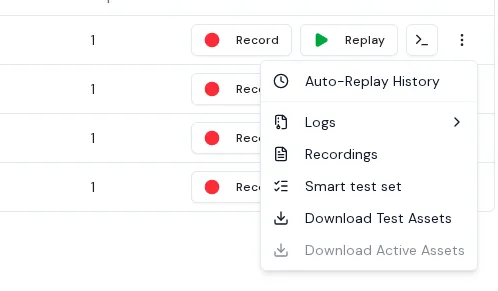 1 Record Replay
Auto-Replay History
1
Logs
1
Recordings
Smart test set
1
Download Test Assets
Download Active Assets